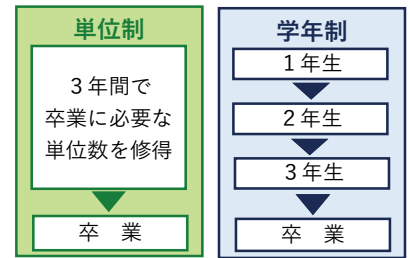 単位制
３年間で
卒業に必要な
単位数を修得
卒　業
学年制
１年生
２年生
３年生
卒　業